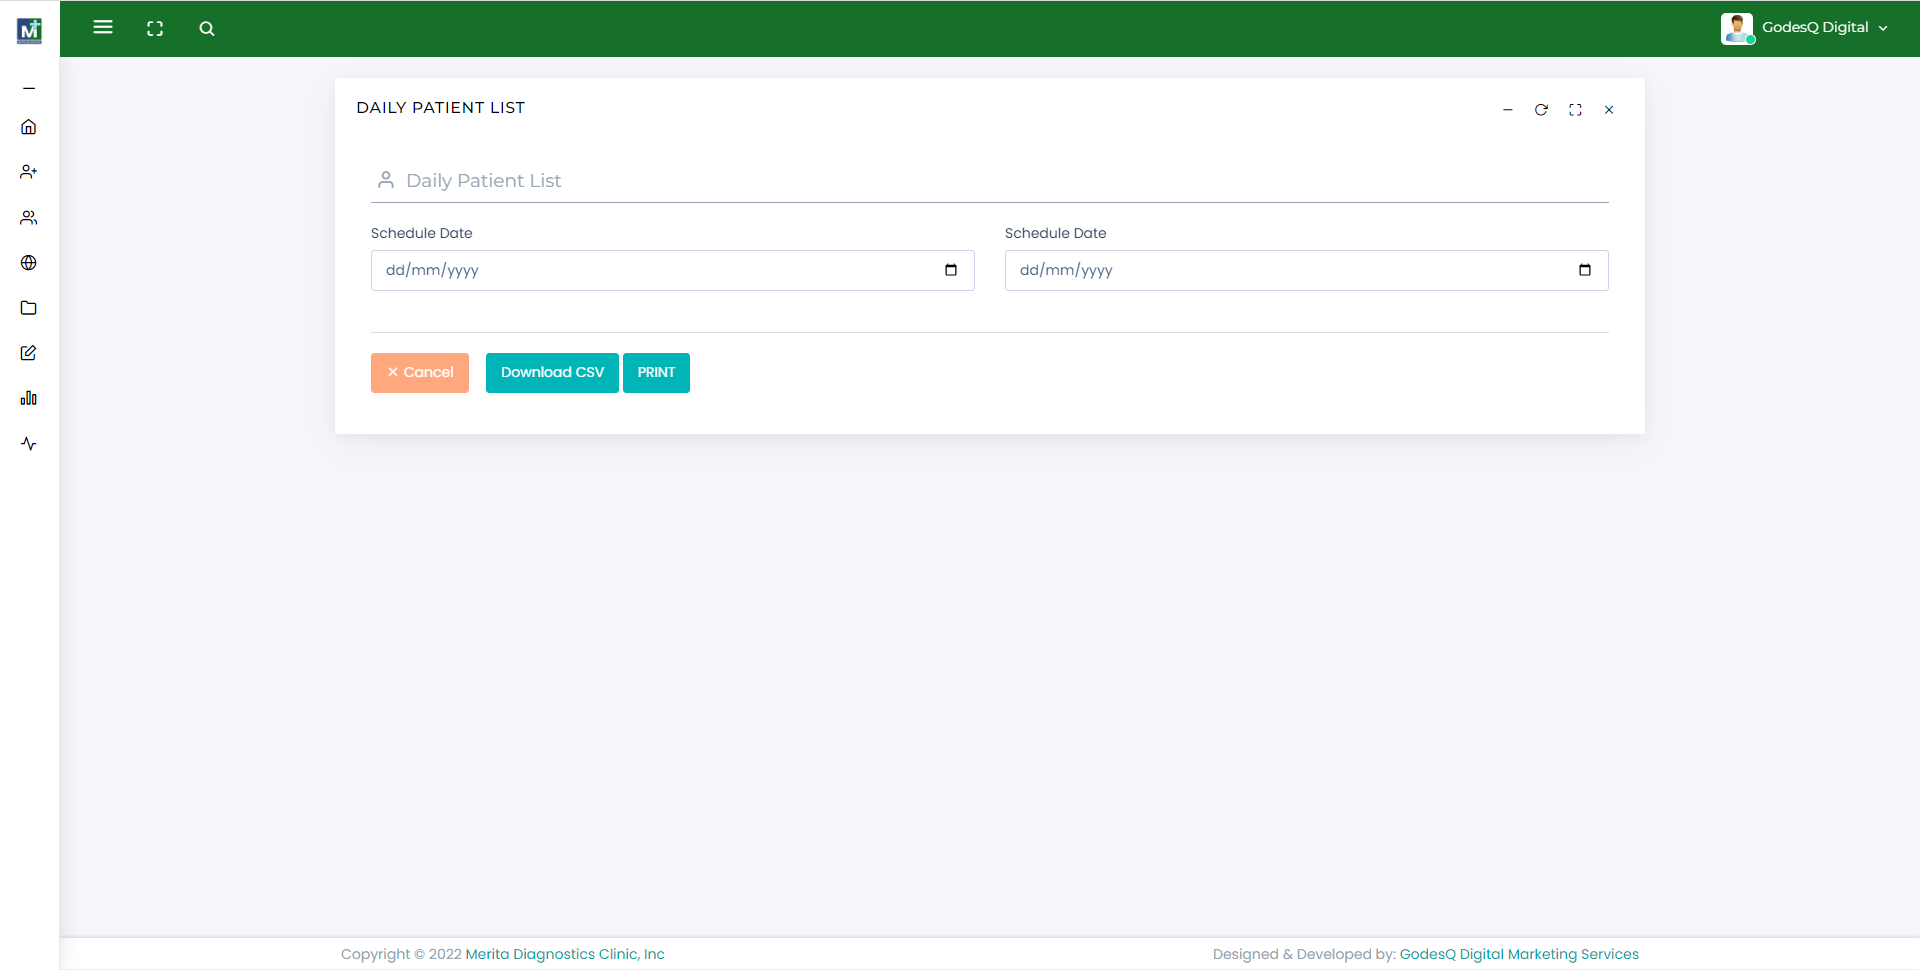 M
GodesQ Digital
DAILY PATIENT LIST
Daily Patient List
Schedule Date
Schedule Date
dd/mm/yyyy
dd/mm/yyyy
Cancel
Download CSV
PRINT
Copyright © 2022 Merita Diagnostics Clinic, Inc
Designed & Developed by: GodesQ Digital Marketing Services